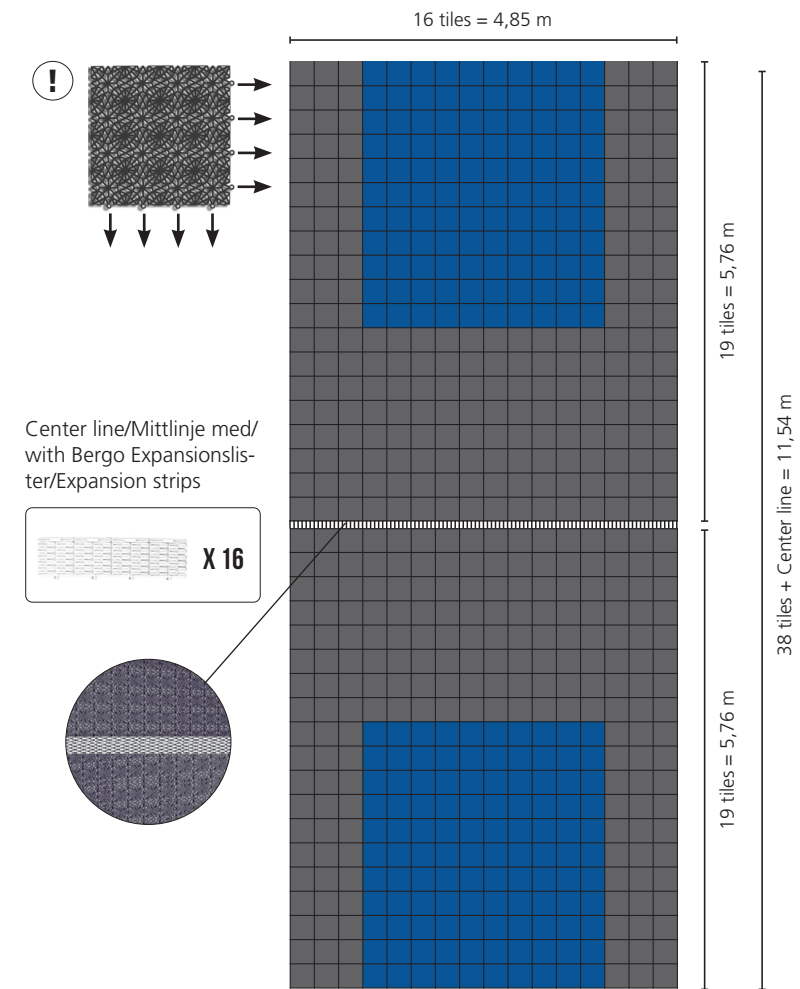 16 tiles = 4,85 m
!
19 tiles = 5,76 m
38 tiles + Center line = 11,54 m
Center line/Mittlinje med/
with Bergo Expansionslis-
ter/Expansion strips
X 16
19 tiles = 5,76 m